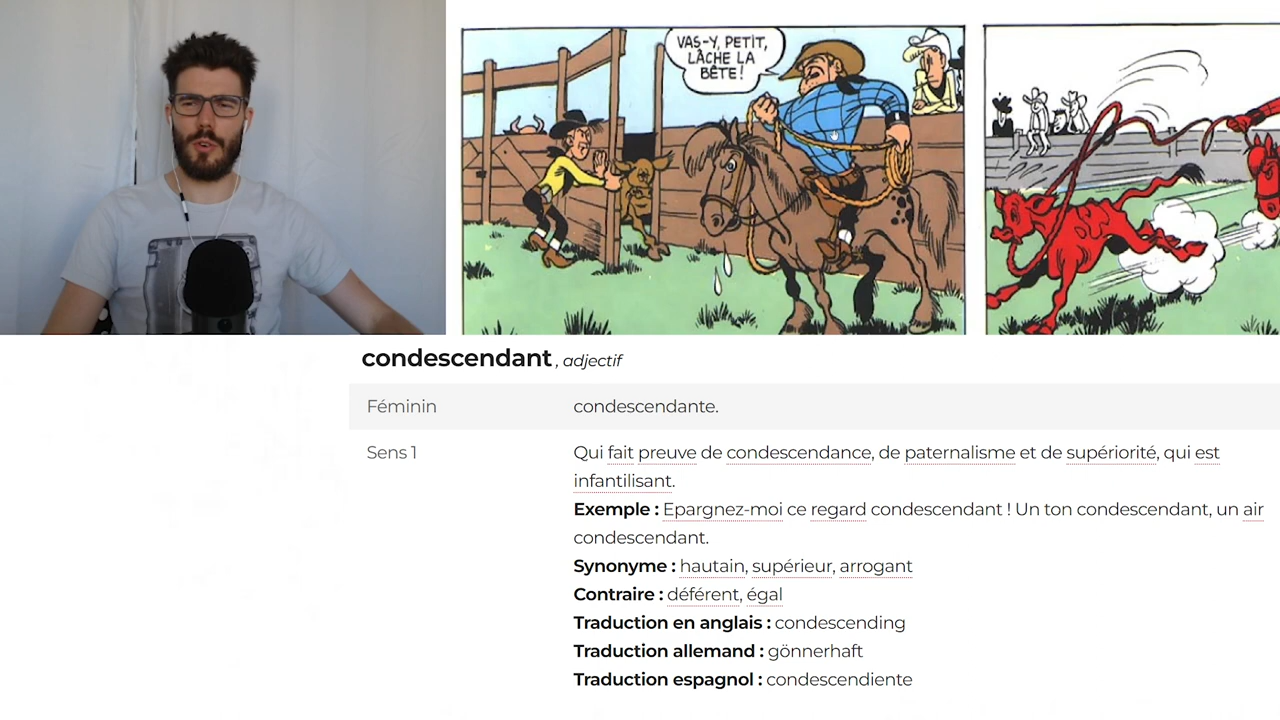 VAS-Y, PETIT,
LÂCHE LA
BÊTE !
condescendant, adjectif
Féminin
condescendante.
Sens 1
Qui fait preuve de condescendance, de paternalisme et de supériorité, qui est
infantilisant.
Exemple : Epargnez-moi ce regard condescendant ! Un ton condescendant, un air
condescendant.
Synonyme : hautain, supérieur, arrogant
Contraire : déférent, égal
Traduction en anglais : condescending
Traduction allemand : gönnerhaft
Traduction espagnol : condescendiente